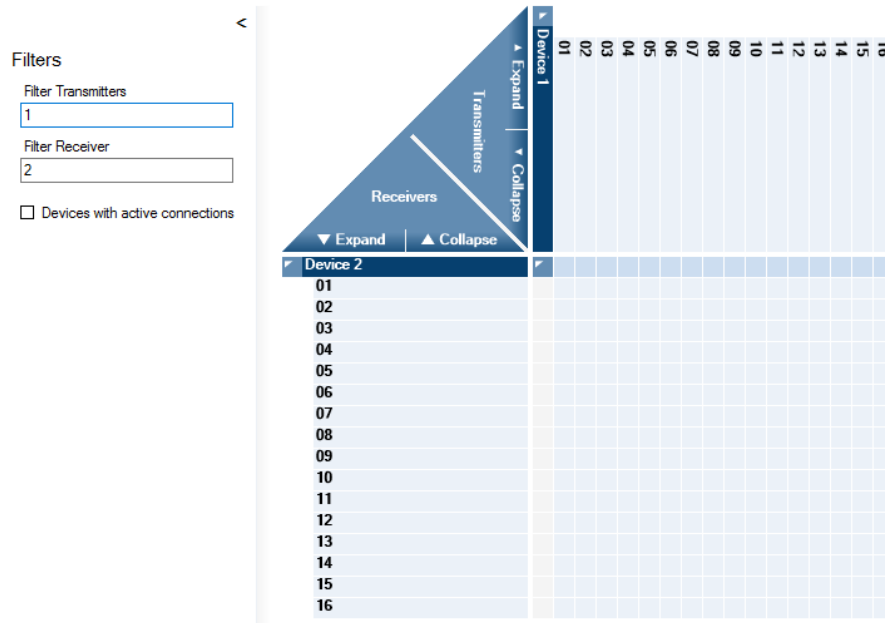 <
Filters
Filter Transmitters
1
Filter Receiver
2
Devices with active connections
▲ Expand
▼ Collapse
Transmitters
Receivers
▼ Expand
▲ Collapse
Device 1
01 02 03 04 05 06 07 08 09 10 11 12 13 14 15 16
Device 2
01
02
03
04
05
06
07
08
09
10
11
12
13
14
15
16